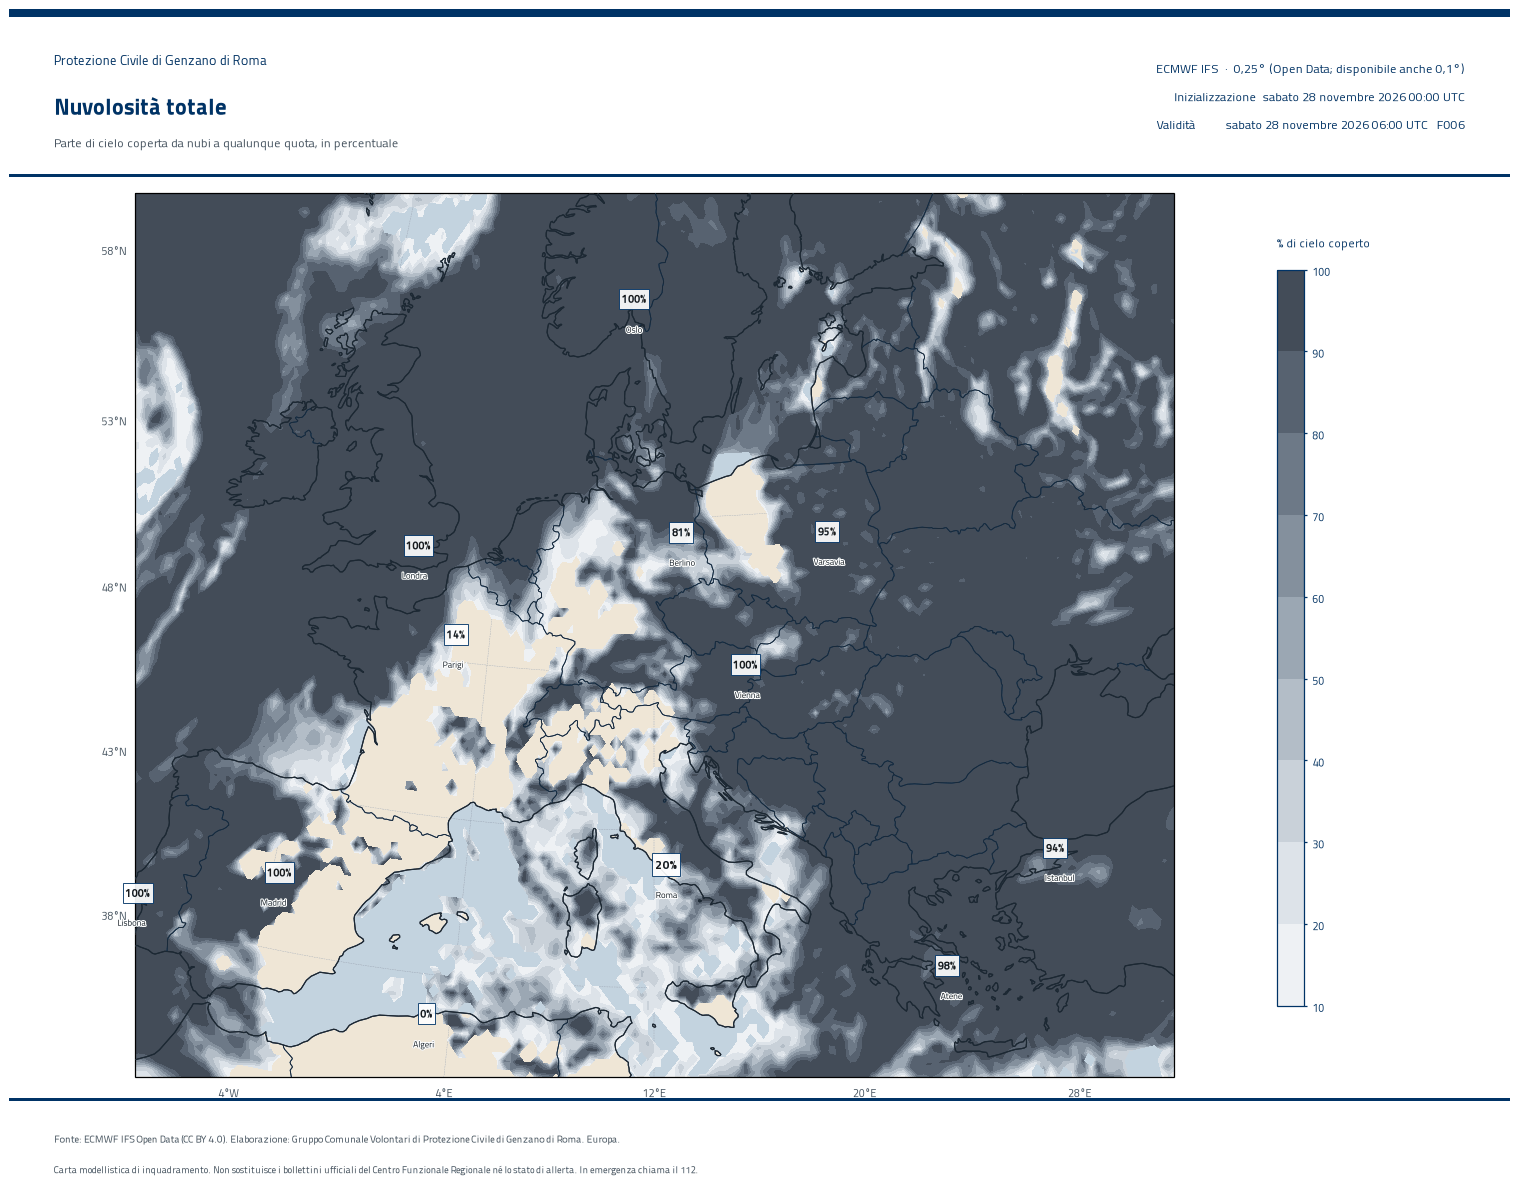 Protezione Civile di Genzano di Roma
Nuvolosità totale
Parte di cielo coperta da nubi a qualunque quota, in percentuale
ECMWF IFS · 0,25° (Open Data; disponibile anche 0,1°)
Inizializzazione sabato 28 novembre 2026 00:00 UTC
Validità sabato 28 novembre 2026 06:00 UTC F006
58°N
53°N
48°N
43°N
38°N
4°W
4°E
12°E
20°E
28°E
100%
Oslo
100%
Londra
81%
Berlino
95%
Varsavia
14%
Parigi
100%
Vienna
100%
Madrid
100%
Lisbona
20%
Roma
94%
Istanbul
98%
Atene
0%
Algeri
% di cielo coperto
100
90
80
70
60
50
40
30
20
10
Fonte: ECMWF IFS Open Data (CC BY 4.0). Elaborazione: Gruppo Comunale Volontari di Protezione Civile di Genzano di Roma. Europa.
Carta modellistica di inquadramento. Non sostituisce i bollettini ufficiali del Centro Funzionale Regionale né lo stato di allerta. In emergenza chiama il 112.